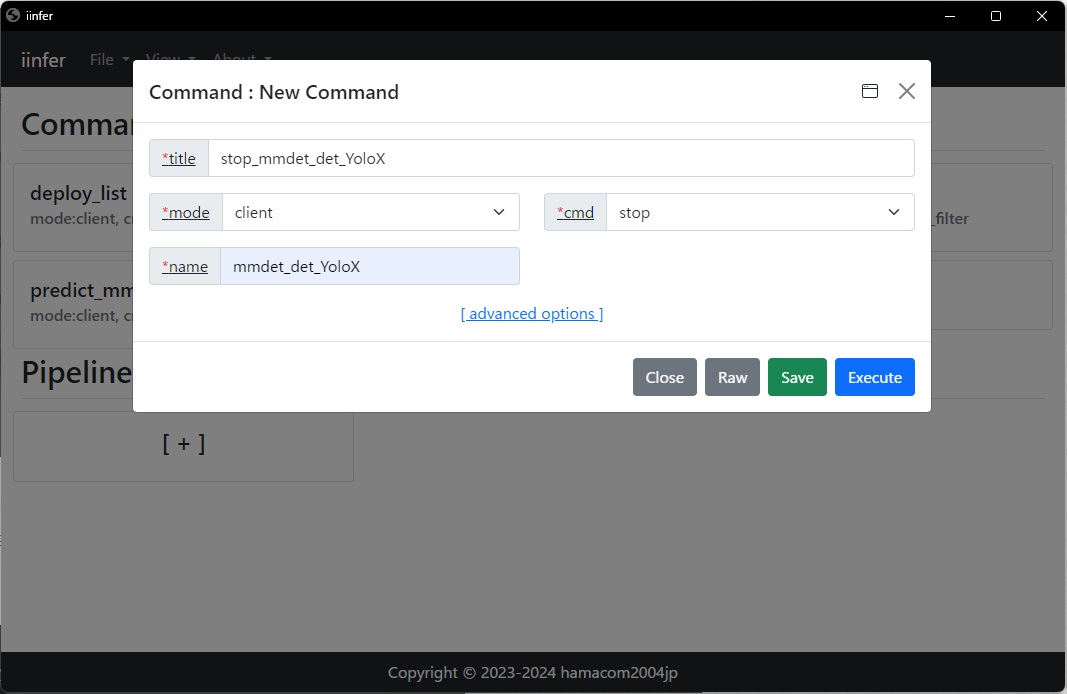 iinfer
iinfer File View About
Command : New Command
Comma
*title stop_mmdet_det_YoloX
deploy_list
mode:client, c
*mode client *cmd stop
_filter
*name mmdet_det_YoloX
predict_mm
mode:client, c
[ advanced options ]
Pipeline
Close Raw Save Execute
[ + ]
Copyright © 2023-2024 hamacom2004jp